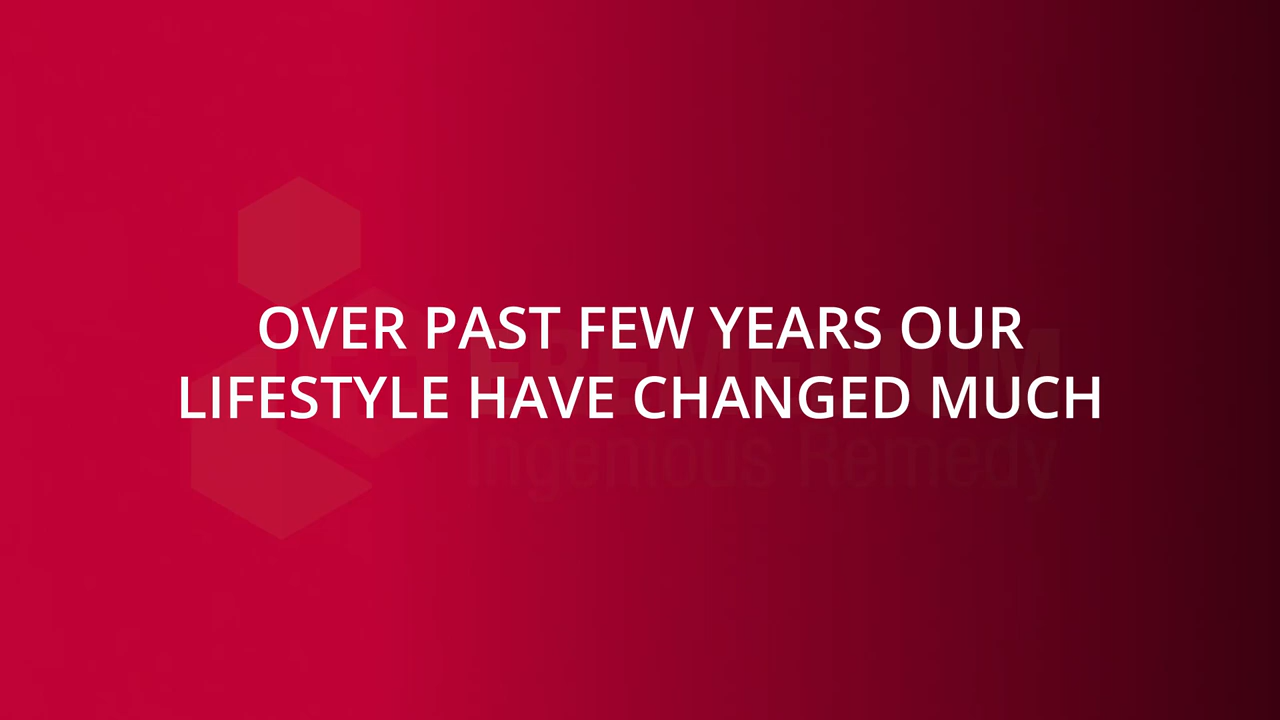 OVER PAST FEW YEARS OUR
LIFESTYLE HAVE CHANGED MUCH
Ingenious Remedy